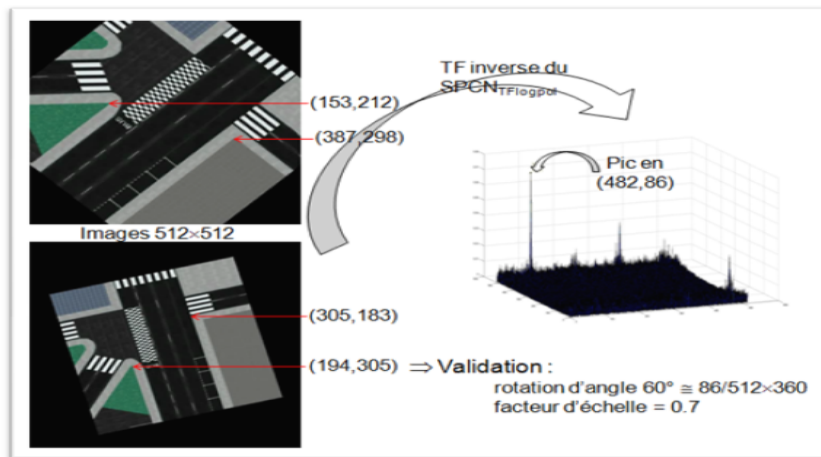 TF inverse du
SPCN TFlogpol
(153,212)
(387,298)
Pic en
(482,86)
Images 512×512
(305,183)
(194,305) ⇒ Validation :
rotation d'angle 60° ≅ 86/512×360
facteur d'échelle = 0.7